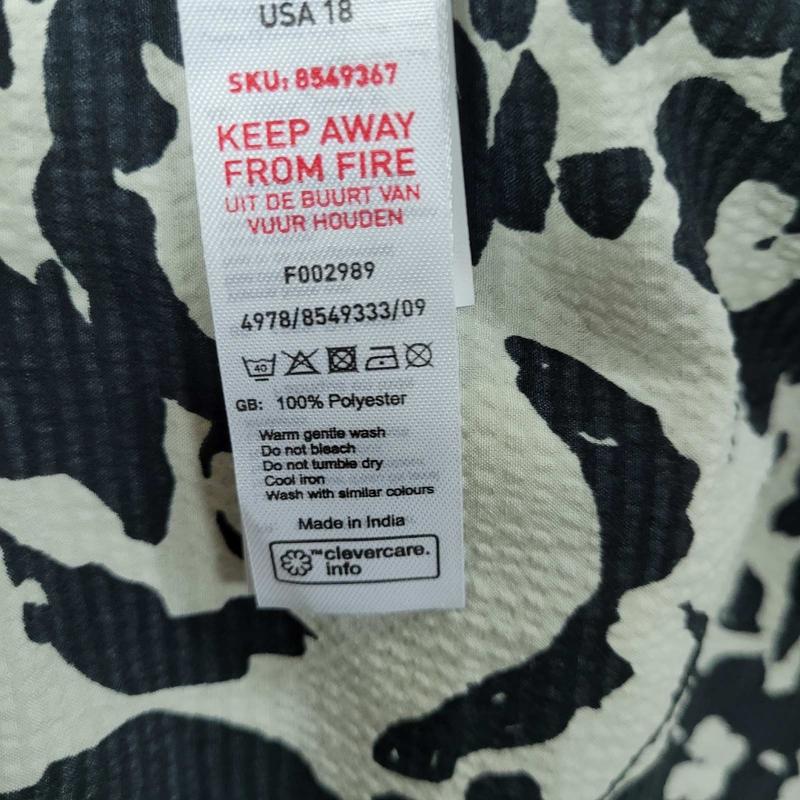 USA 18
SKU: 8549367
KEEP AWAY
FROM FIRE
UIT DE BUURT VAN
VUUR HOUDEN
F002989
4978/8549333/09
40
GB: 100% Polyester
Warm gentle wash
Do not bleach
Do not tumble dry
Cool iron
Wash with similar colours
Made in India
™clevercare.
info